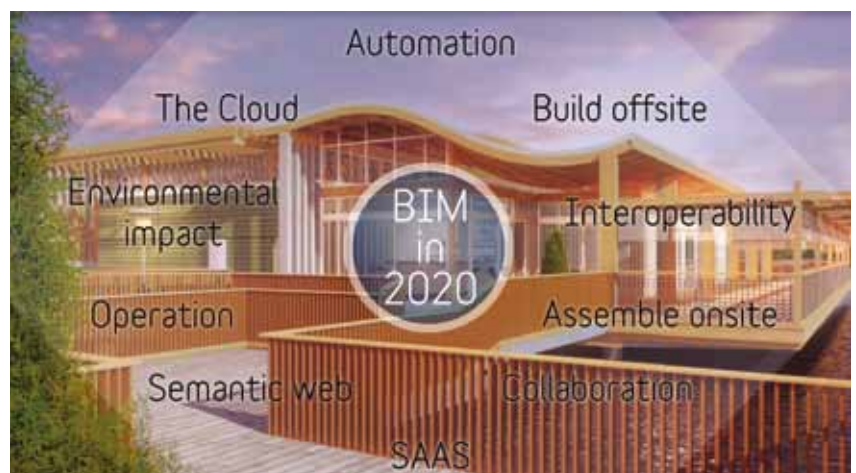 Automation
The Cloud
Build offsite
Environmental
impact
BIM
in
2020
Interoperability
Operation
Assemble onsite
Semantic web
Collaboration
SAAS